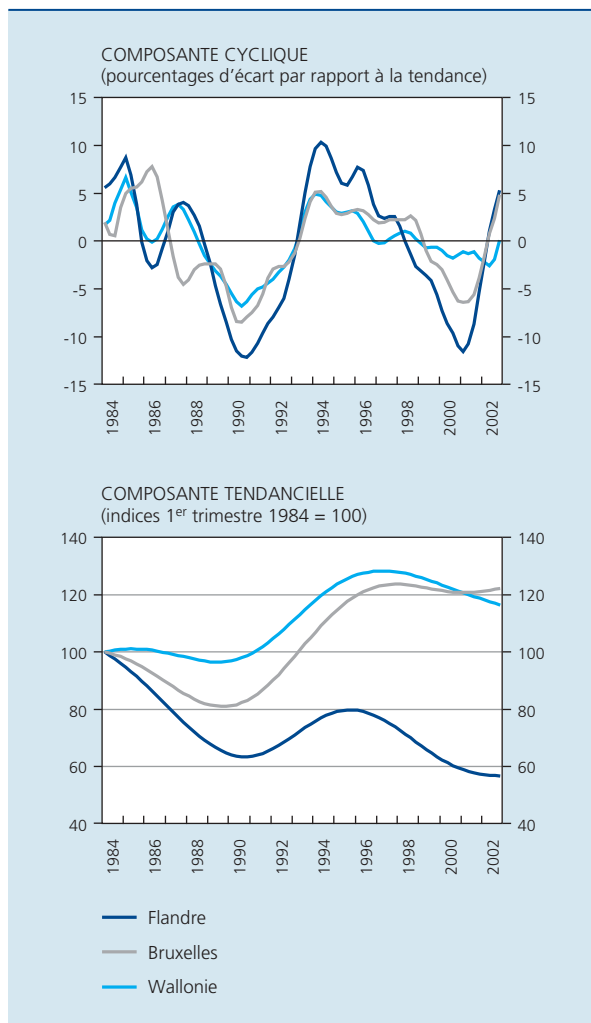 COMPOSANTE CYCLIQUE
(pourcentages d'écart par rapport à la tendance)
15 15
10 10
5 5
0 0
-5 -5
-10 -10
-15 -15
1984 1986 1988 1990 1992 1994 1996 1998 2000 2002
COMPOSANTE TENDANCIELLE
(indices 1er trimestre 1984 = 100)
140 140
120 120
100 100
80 80
60 60
40 40
1984 1986 1988 1990 1992 1994 1996 1998 2000 2002
Flandre
Bruxelles
Wallonie